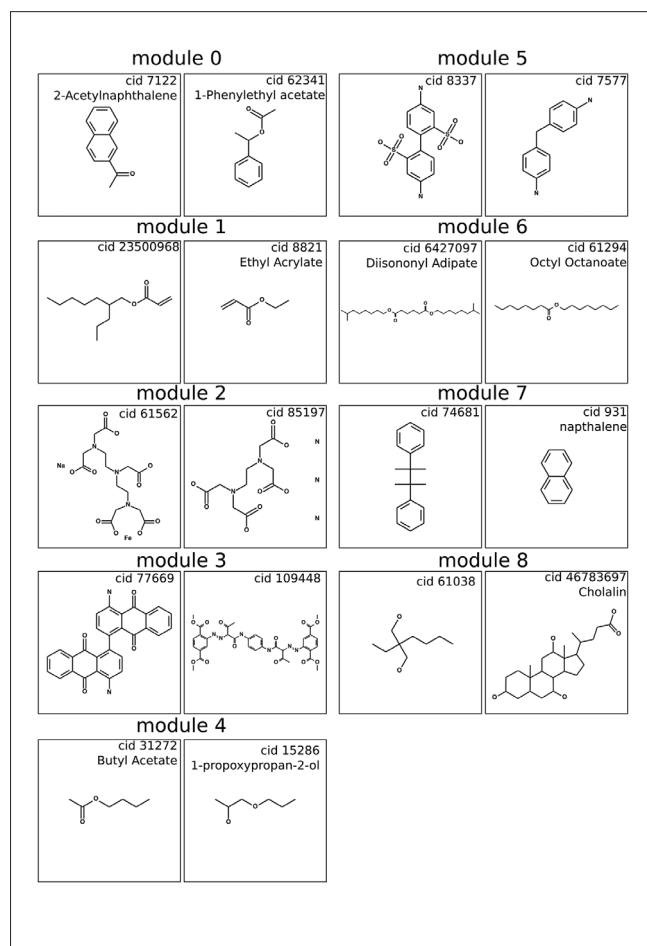 module 0
cid 7122
2-Acetylnaphthalene
cid 62341
1-Phenylethyl acetate
module 5
cid 8337
cid 7577
module 1
cid 23500968
cid 8821
Ethyl Acrylate
module 6
cid 6427097
Diisononyl Adipate
cid 61294
Octyl Octanoate
module 2
cid 61562
cid 85197
module 7
cid 74681
cid 931
napthalene
module 3
cid 77669
cid 109448
module 8
cid 61038
cid 46783697
Cholalin
module 4
cid 31272
Butyl Acetate
cid 15286
1-propoxypropan-2-ol